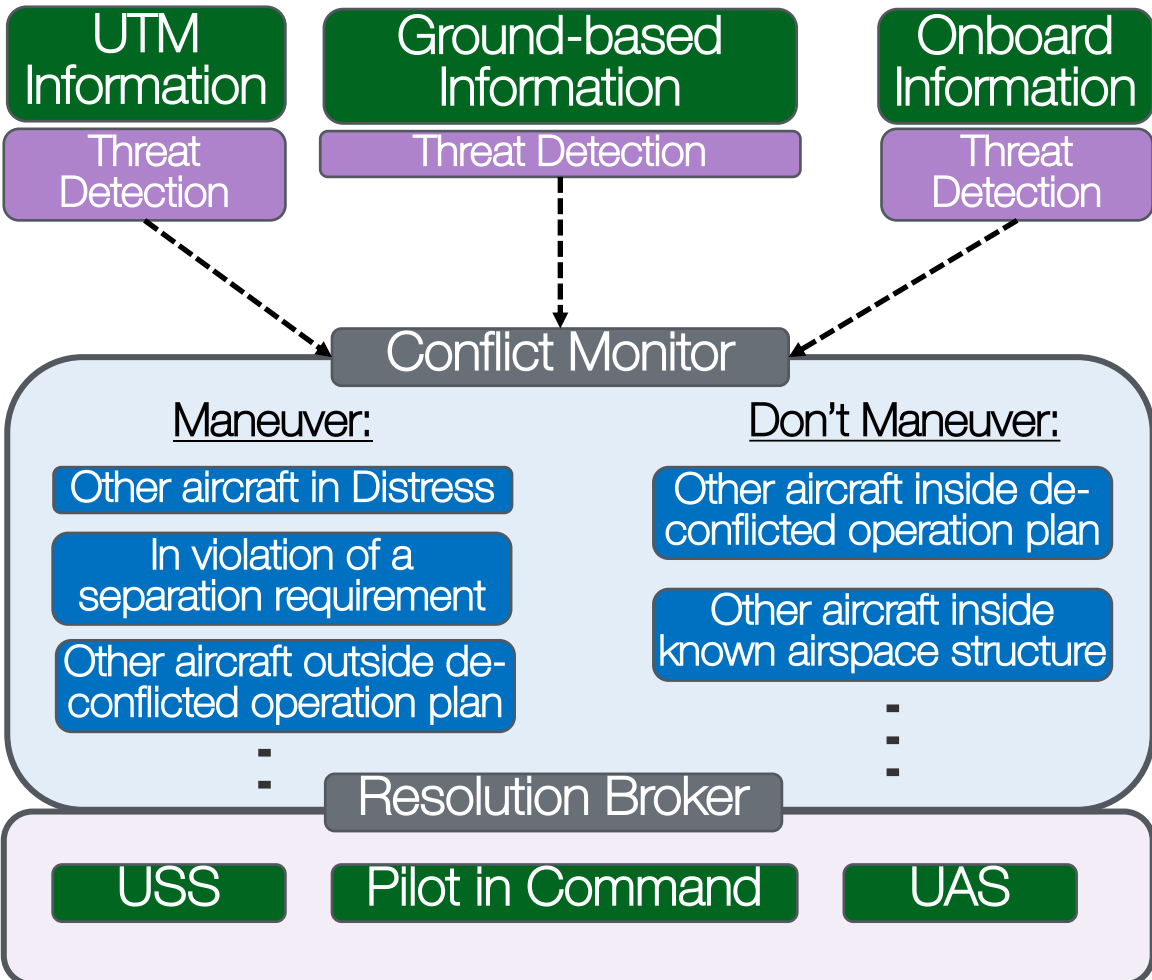 UTM
Information
Ground-based
Information
Onboard
Information
Threat
Detection
Threat Detection
Threat
Detection
Conflict Monitor
Maneuver:
Don't Maneuver:
Other aircraft in Distress
In violation of a
separation requirement
Other aircraft outside de-
conflicted operation plan
Other aircraft inside de-
conflicted operation plan
Other aircraft inside
known airspace structure
Resolution Broker
USS
Pilot in Command
UAS